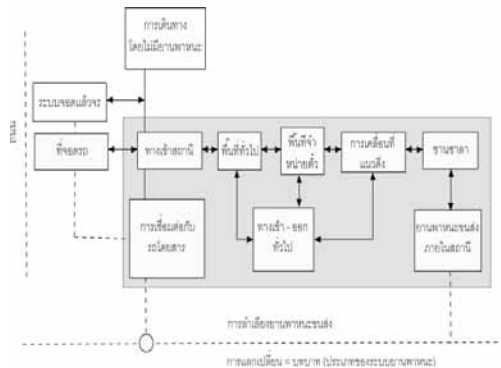 การเดินทาง
โดยไม่มียานพาหนะ
ระบบจอดแล้วจร
ถนน
ที่จอดรถ
ทางเข้าสถานี
พื้นที่ทั่วไป
พื้นที่จำ
หน่ายตั๋ว
การเคลื่อนที่
แนวดิ่ง
ชานชาลา
การเชื่อมต่อกับ
รถโดยสาร
ทางเข้า - ออก
ทั่วไป
ยานพาหนะขนส่ง
ภายในสถานี
การลำเลียงยานพาหนะขนส่ง
การแลกเปลี่ยน = บทบาท (ประเภทของระบบยานพาหนะ)